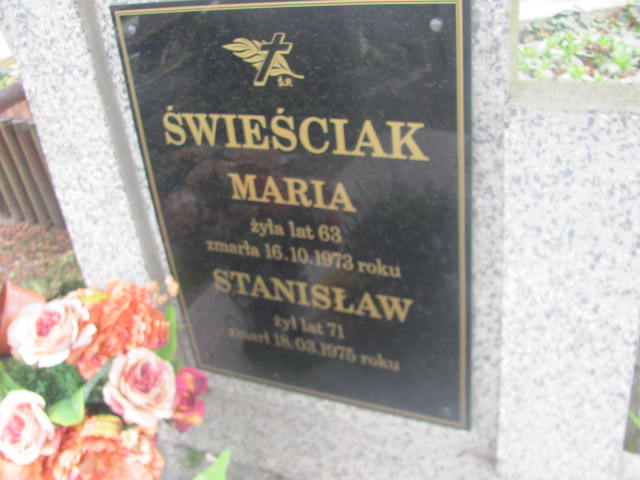 Ś.P.
ŚWIEŚCIAK
MARIA
żyła lat 63
zmarła 16.10.1973 roku
STANISŁAW
żył lat 71
zmarł 18.03.1975 roku